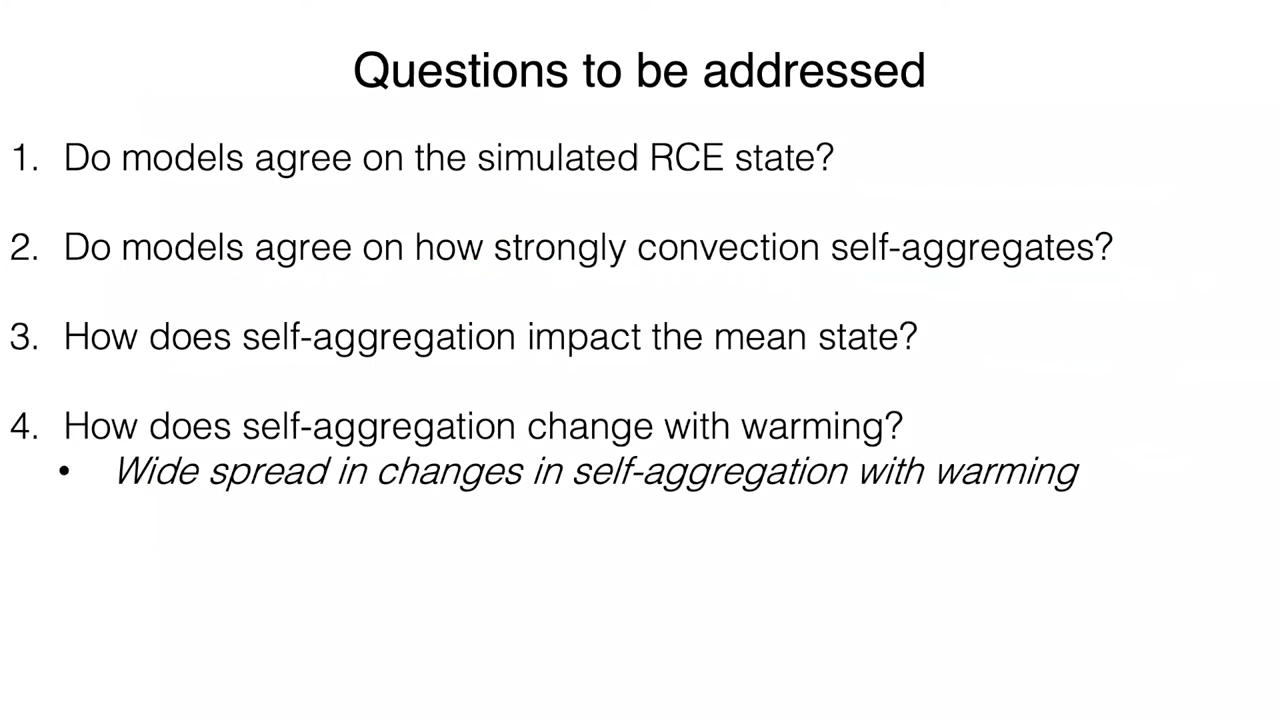 Questions to be addressed
1. Do models agree on the simulated RCE state?
2. Do models agree on how strongly convection self-aggregates?
3. How does self-aggregation impact the mean state?
4. How does self-aggregation change with warming?
• Wide spread in changes in self-aggregation with warming